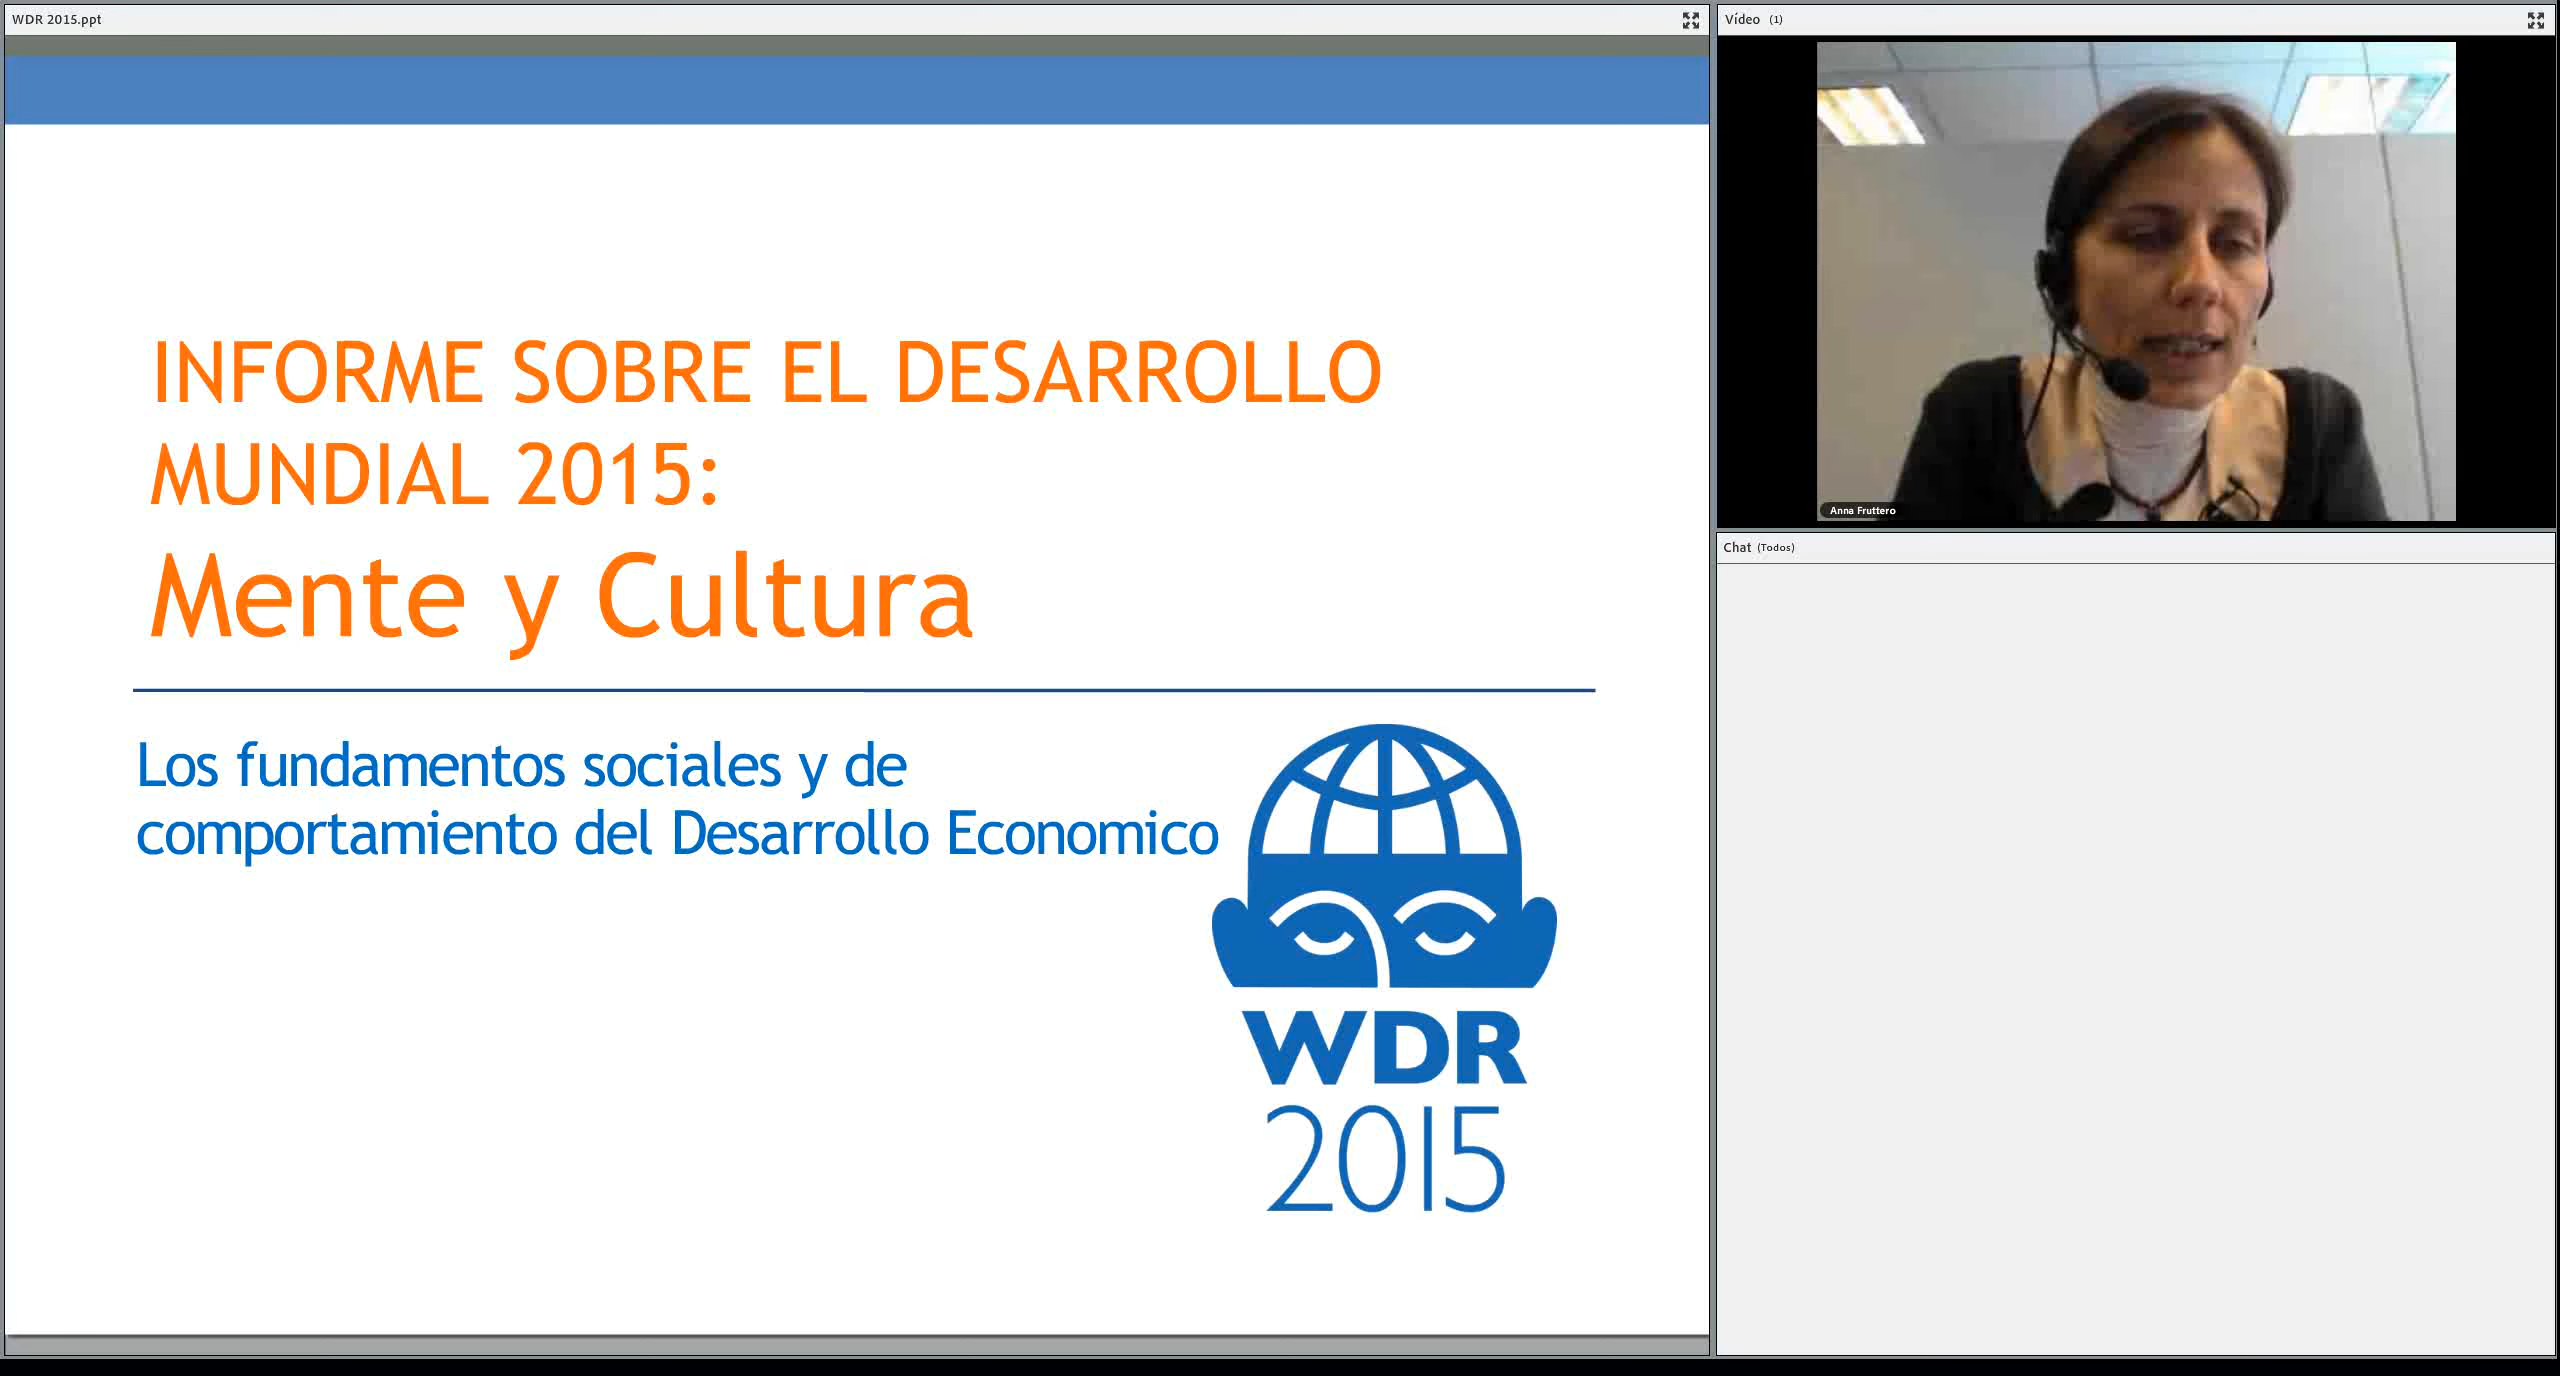 WDR 2015.ppt
INFORME SOBRE EL DESARROLLO
MUNDIAL 2015:
Mente y Cultura
Los fundamentos sociales y de
comportamiento del Desarrollo Economico
WDR
2015
Vídeo (1)
Anna Fruttero
Chat (Todos)